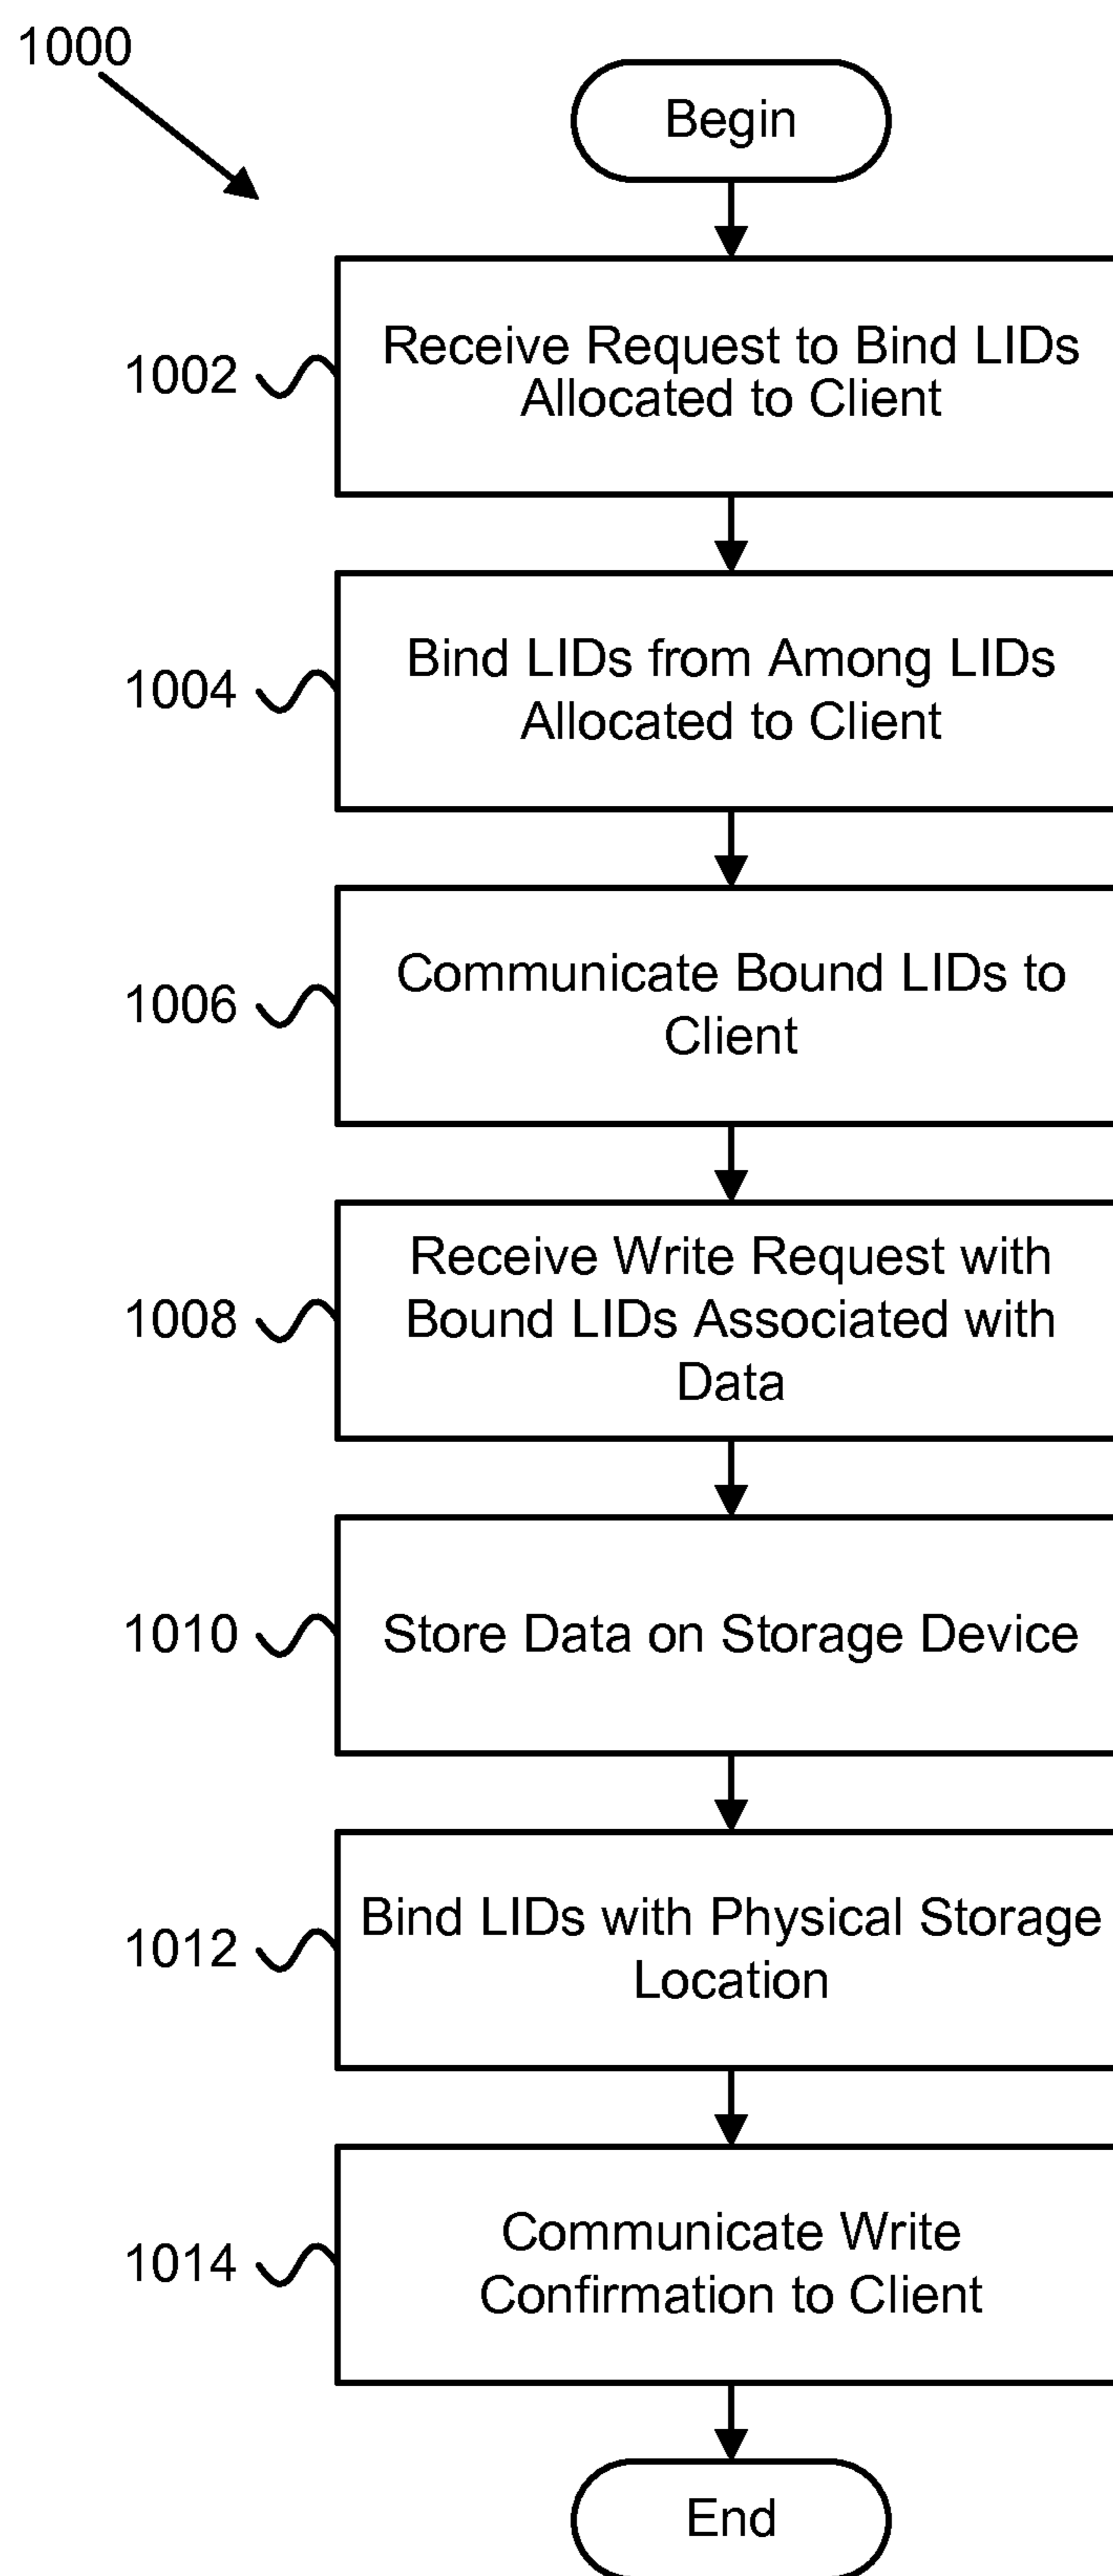 1000
Begin
1002
Receive Request to Bind LIDs
Allocated to Client
1004
Bind LIDs from Among LIDs
Allocated to Client
1006
Communicate Bound LIDs to
Client
1008
Receive Write Request with
Bound LIDs Associated with
Data
1010
Store Data on Storage Device
1012
Bind LIDs with Physical Storage
Location
1014
Communicate Write
Confirmation to Client
End